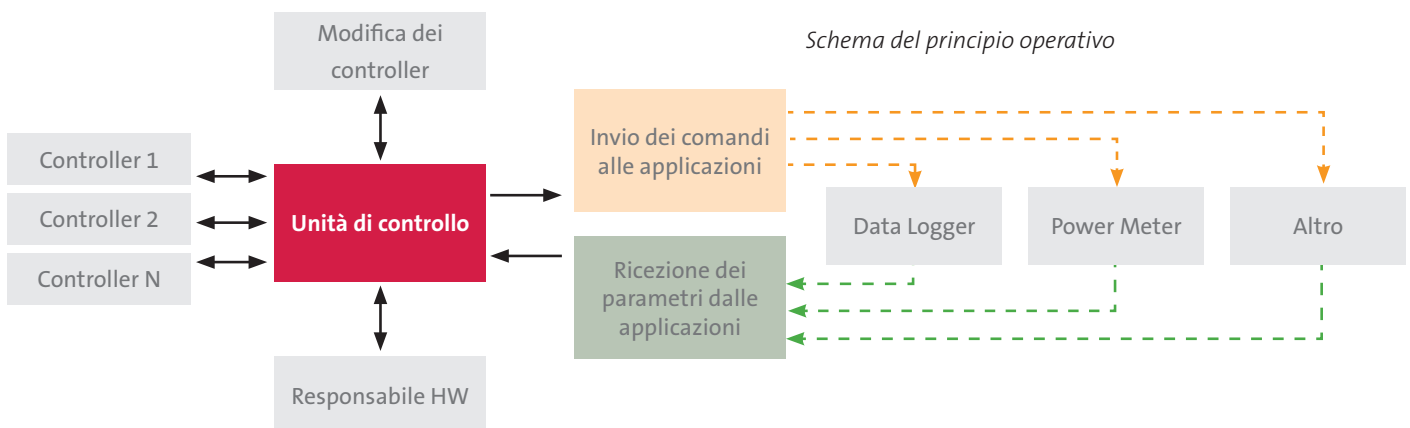 Schema del principio operativo
Modifica dei
controller
Controller 1
Controller 2
Controller N
Unità di controllo
Responsabile HW
Invio dei comandi
alle applicazioni
Ricezione dei
parametri dalle
applicazioni
Data Logger
Power Meter
Altro